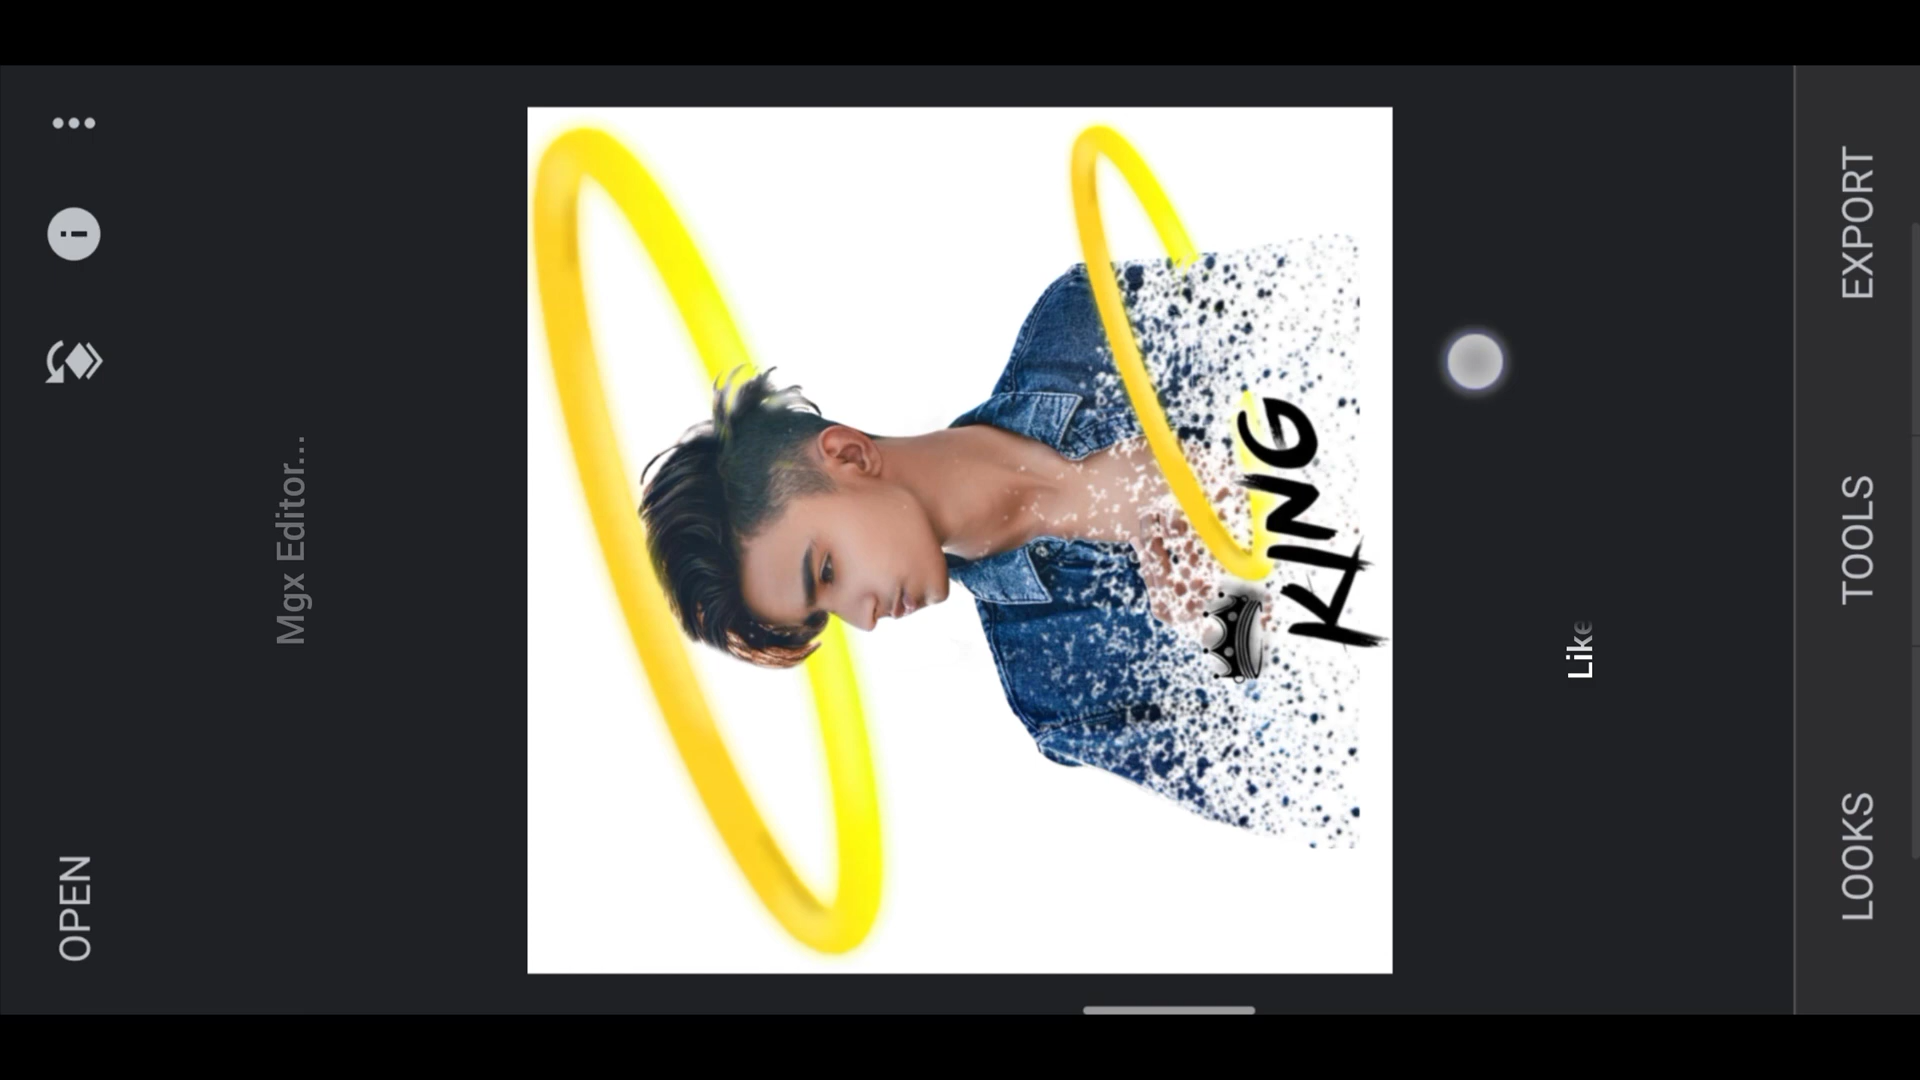 OPEN
Mgx Editor...
KING
Like
LOOKS
TOOLS
EXPORT